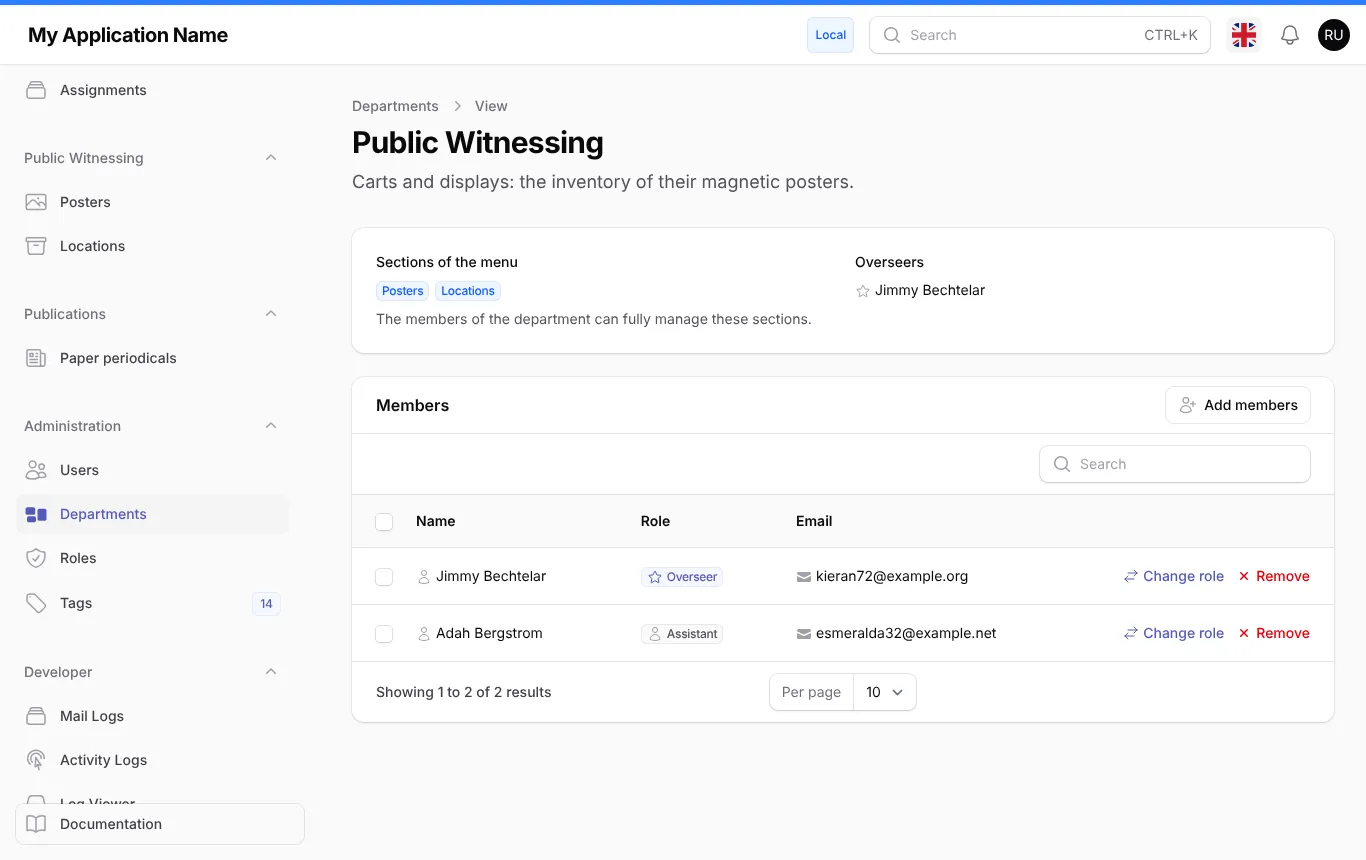 My Application Name
Local
Search
CTRL+K
RU
Assignments
Public Witnessing
Posters
Locations
Publications
Paper periodicals
Administration
Users
Departments
Roles
Tags
14
Developer
Mail Logs
Activity Logs
Log Viewer
Documentation
Departments
View
Public Witnessing
Carts and displays: the inventory of their magnetic posters.
Sections of the menu
Posters
Locations
The members of the department can fully manage these sections.
Overseers
Jimmy Bechtelar
Members
Add members
Search
Name Role Email
Jimmy Bechtelar Overseer kieran72@example.org Change role Remove
Adah Bergstrom Assistant esmeralda32@example.net Change role Remove
Showing 1 to 2 of 2 results
Per page 10